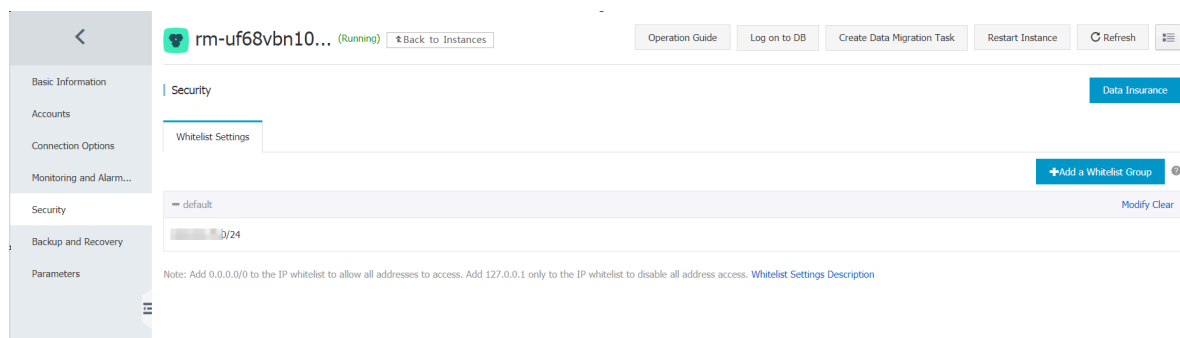 rm-uf68vbn10... (Running) Back to Instances Operation Guide Log on to DB Create Data Migration Task Restart Instance Refresh
Basic Information
Accounts
Connection Options
Monitoring and Alarm...
Security
Backup and Recovery
Parameters
Security Data Insurance
Whitelist Settings
+Add a Whitelist Group
default Modify Clear
0/24
Note: Add 0.0.0.0/0 to the IP whitelist to allow all addresses to access. Add 127.0.0.1 only to the IP whitelist to disable all address access. Whitelist Settings Description